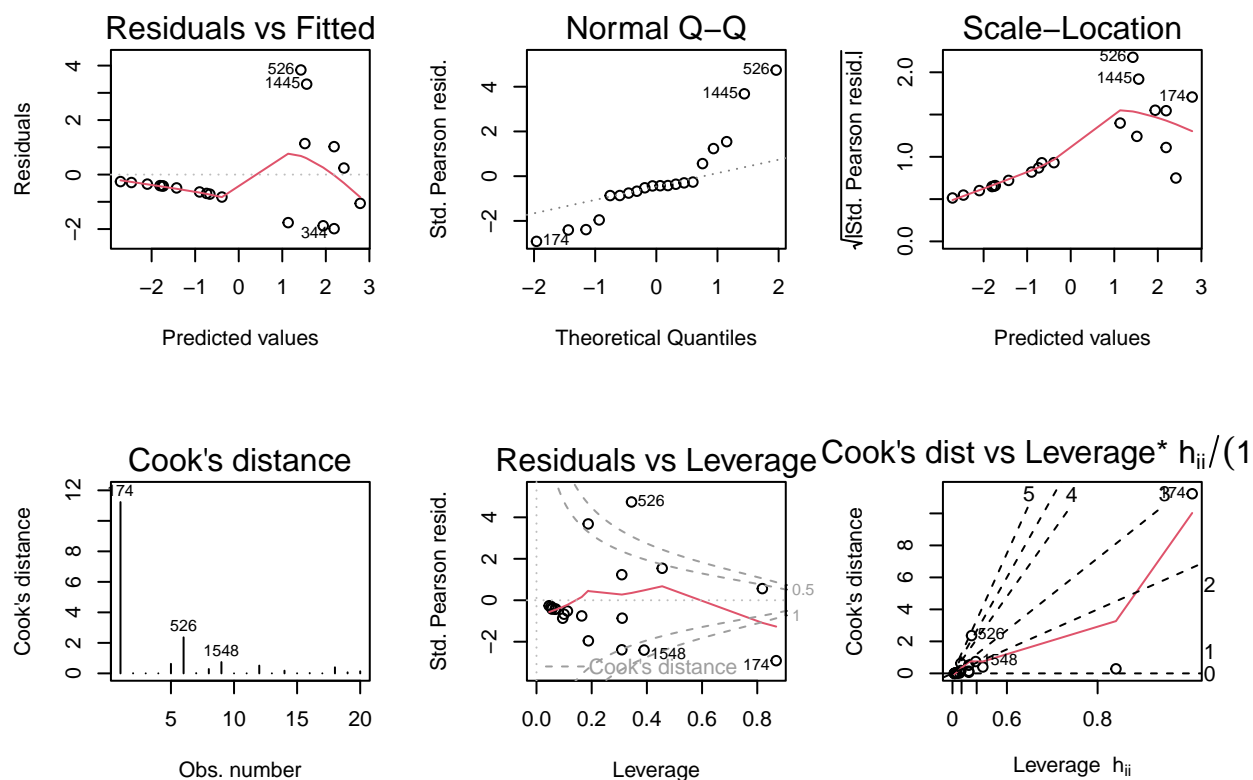 Residuals vs Fitted
Residuals
4
2
0
−2
526
1445
344
−2 −1 0 1 2 3
Predicted values
Normal Q−Q
Std. Pearson resid.
4
2
0
−2
526
1445
174
−2 −1 0 1 2
Theoretical Quantiles
Scale−Location
√|Std. Pearson resid.|
2.0
1.0
0.0
526
1445
174
−2 −1 0 1 2 3
Predicted values
Cook's distance
Cook's distance
12
8
6
4
2
0
174
526
1548
5 10 15 20
Obs. number
Residuals vs Leverage
Std. Pearson resid.
4
2
0
−2
526
1548
174
Cook's distance
0.5
1
0.0 0.2 0.4 0.6 0.8
Leverage
Cook's dist vs Leverage* hᵢᵢ/(1
Cook's distance
8
6
4
2
0
5 4 3
2
1
0
174
526
1548
0 0.6 0.8
Leverage hᵢᵢ